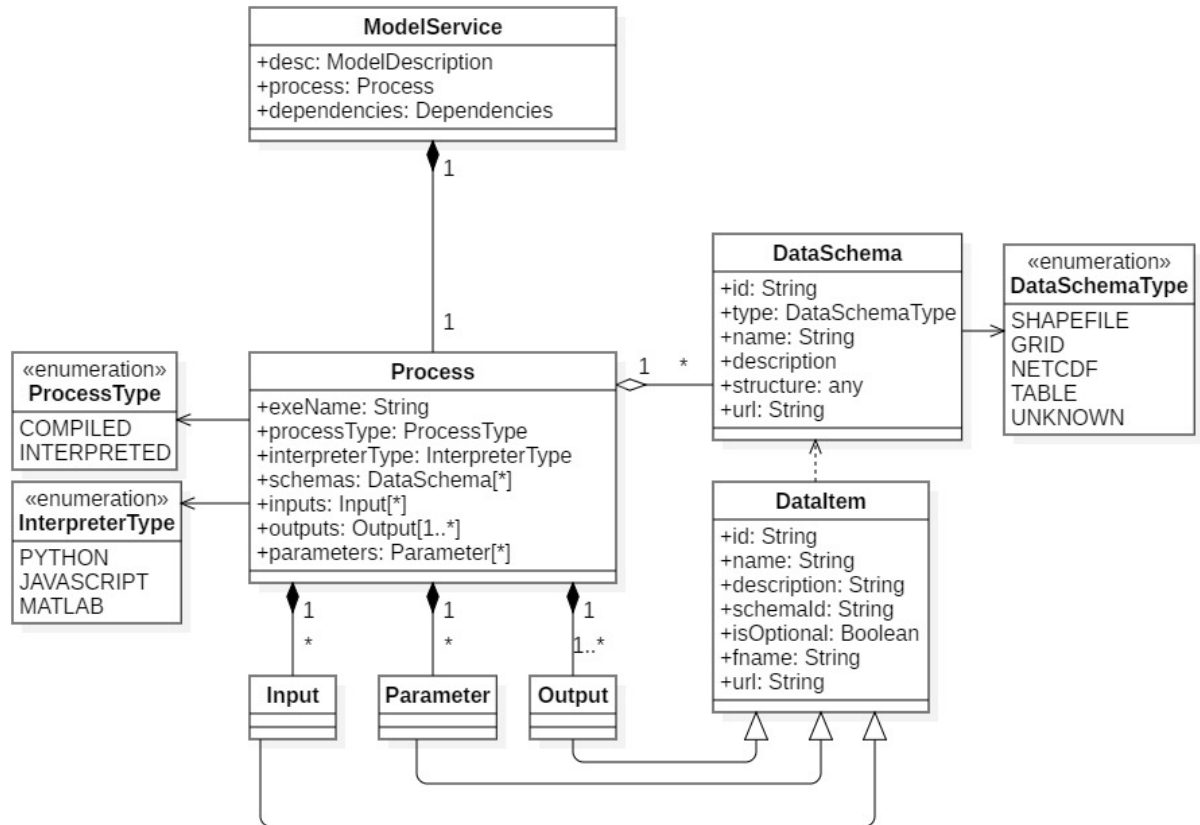 ModelService
+desc: ModelDescription
+process: Process
+dependencies: Dependencies
1
1
DataSchema
+id: String
+type: DataSchemaType
+name: String
+description
+structure: any
+url: String
«enumeration»
DataSchemaType
SHAPEFILE
GRID
NETCDF
TABLE
UNKNOWN
«enumeration»
ProcessType
COMPILED
INTERPRETED
Process
+exeName: String
+processType: ProcessType
+interpreterType: InterpreterType
+schemas: DataSchema[*]
+inputs: Input[*]
+outputs: Output[1..*]
+parameters: Parameter[*]
1 *
«enumeration»
InterpreterType
PYTHON
JAVASCRIPT
MATLAB
DataItem
+id: String
+name: String
+description: String
+schemaId: String
+isOptional: Boolean
+fname: String
+url: String
1 1 1
* * 1..*
Input Parameter Output